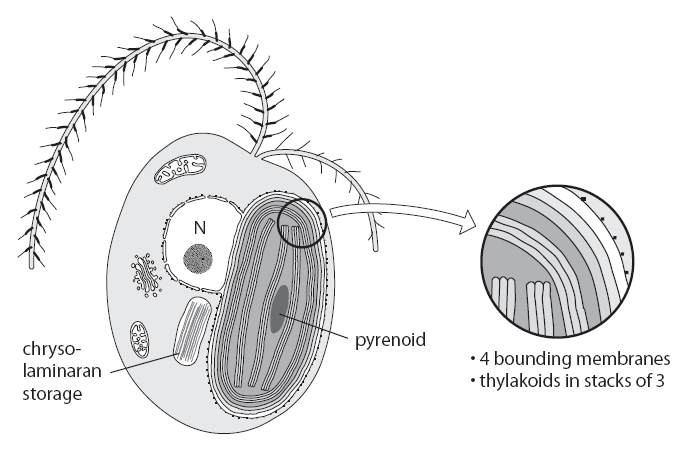 N
pyrenoid
chryso-
laminaran
storage
• 4 bounding membranes
• thylakoids in stacks of 3